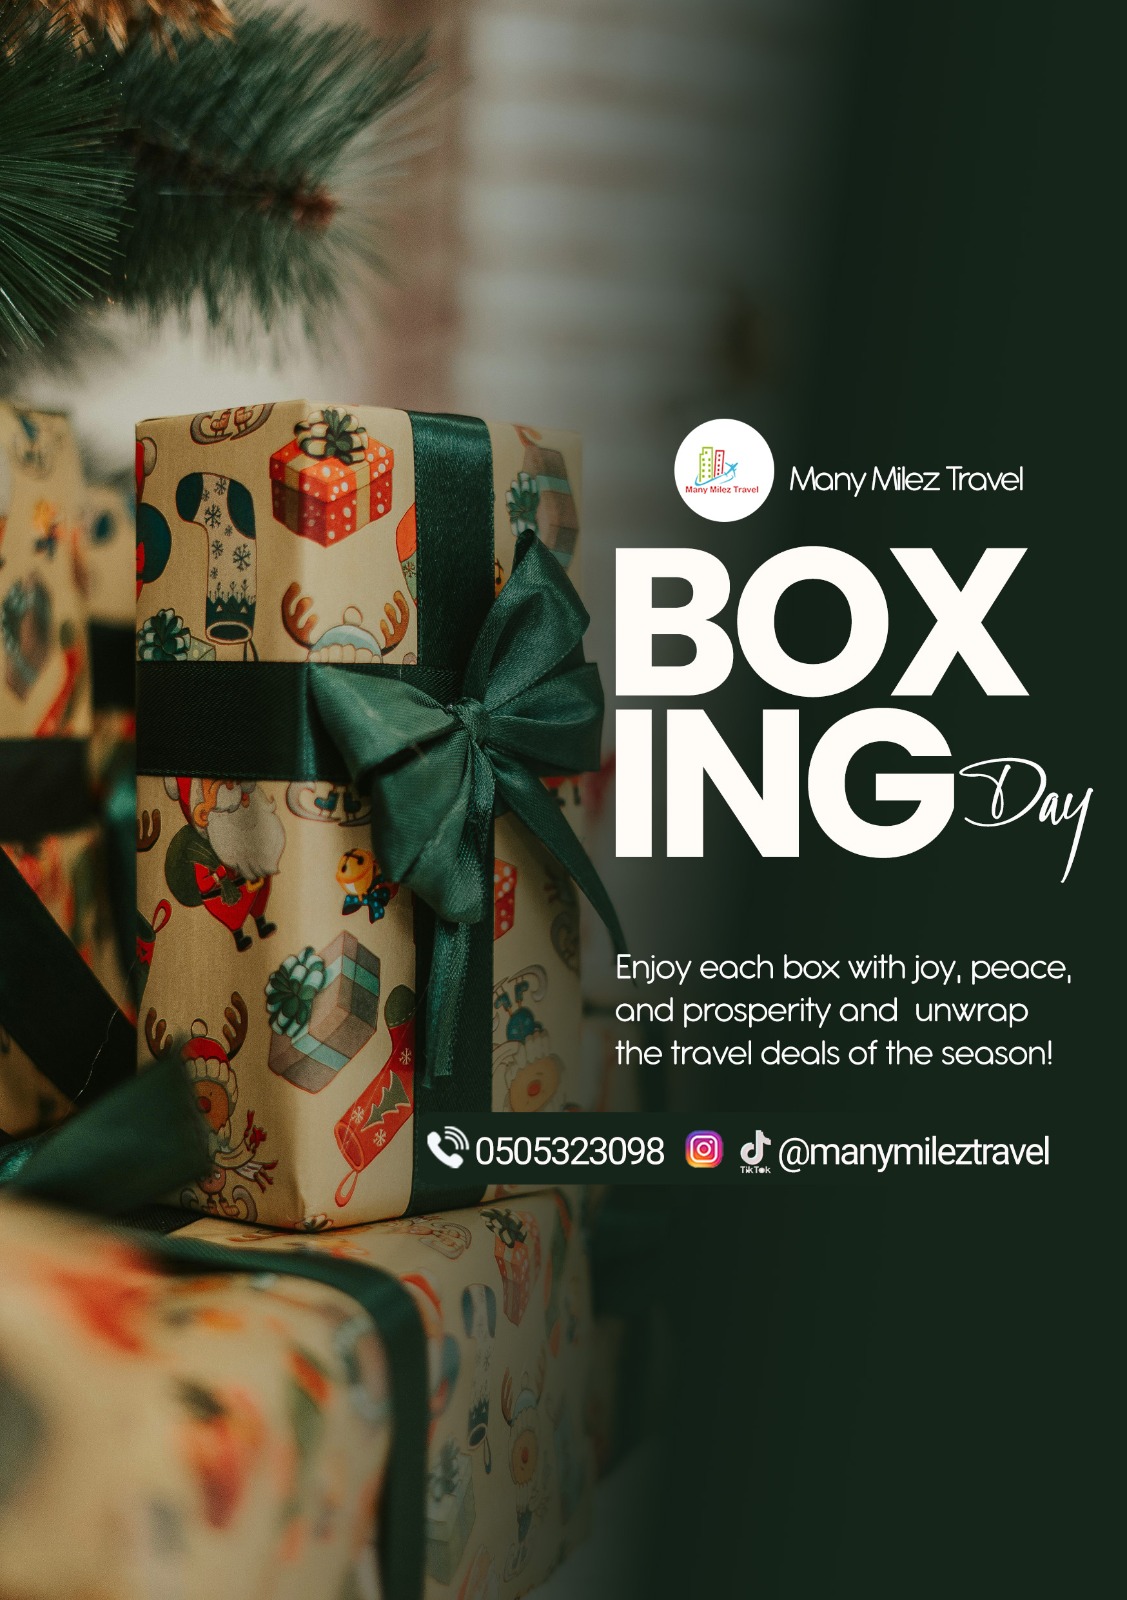 Many Milez Travel
Many Milez Travel
BOX
ING Day
Enjoy each box with joy, peace,
and prosperity and unwrap
the travel deals of the season!
0505323098 TikTok @manymileztravel